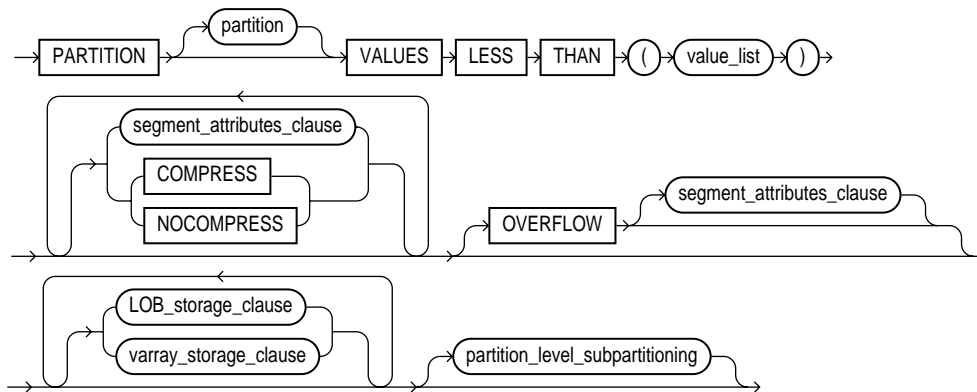 partition
PARTITION VALUES LESS THAN ( value_list )
segment_attributes_clause
COMPRESS
NOCOMPRESS
segment_attributes_clause
OVERFLOW
LOB_storage_clause
varray_storage_clause
partition_level_subpartitioning